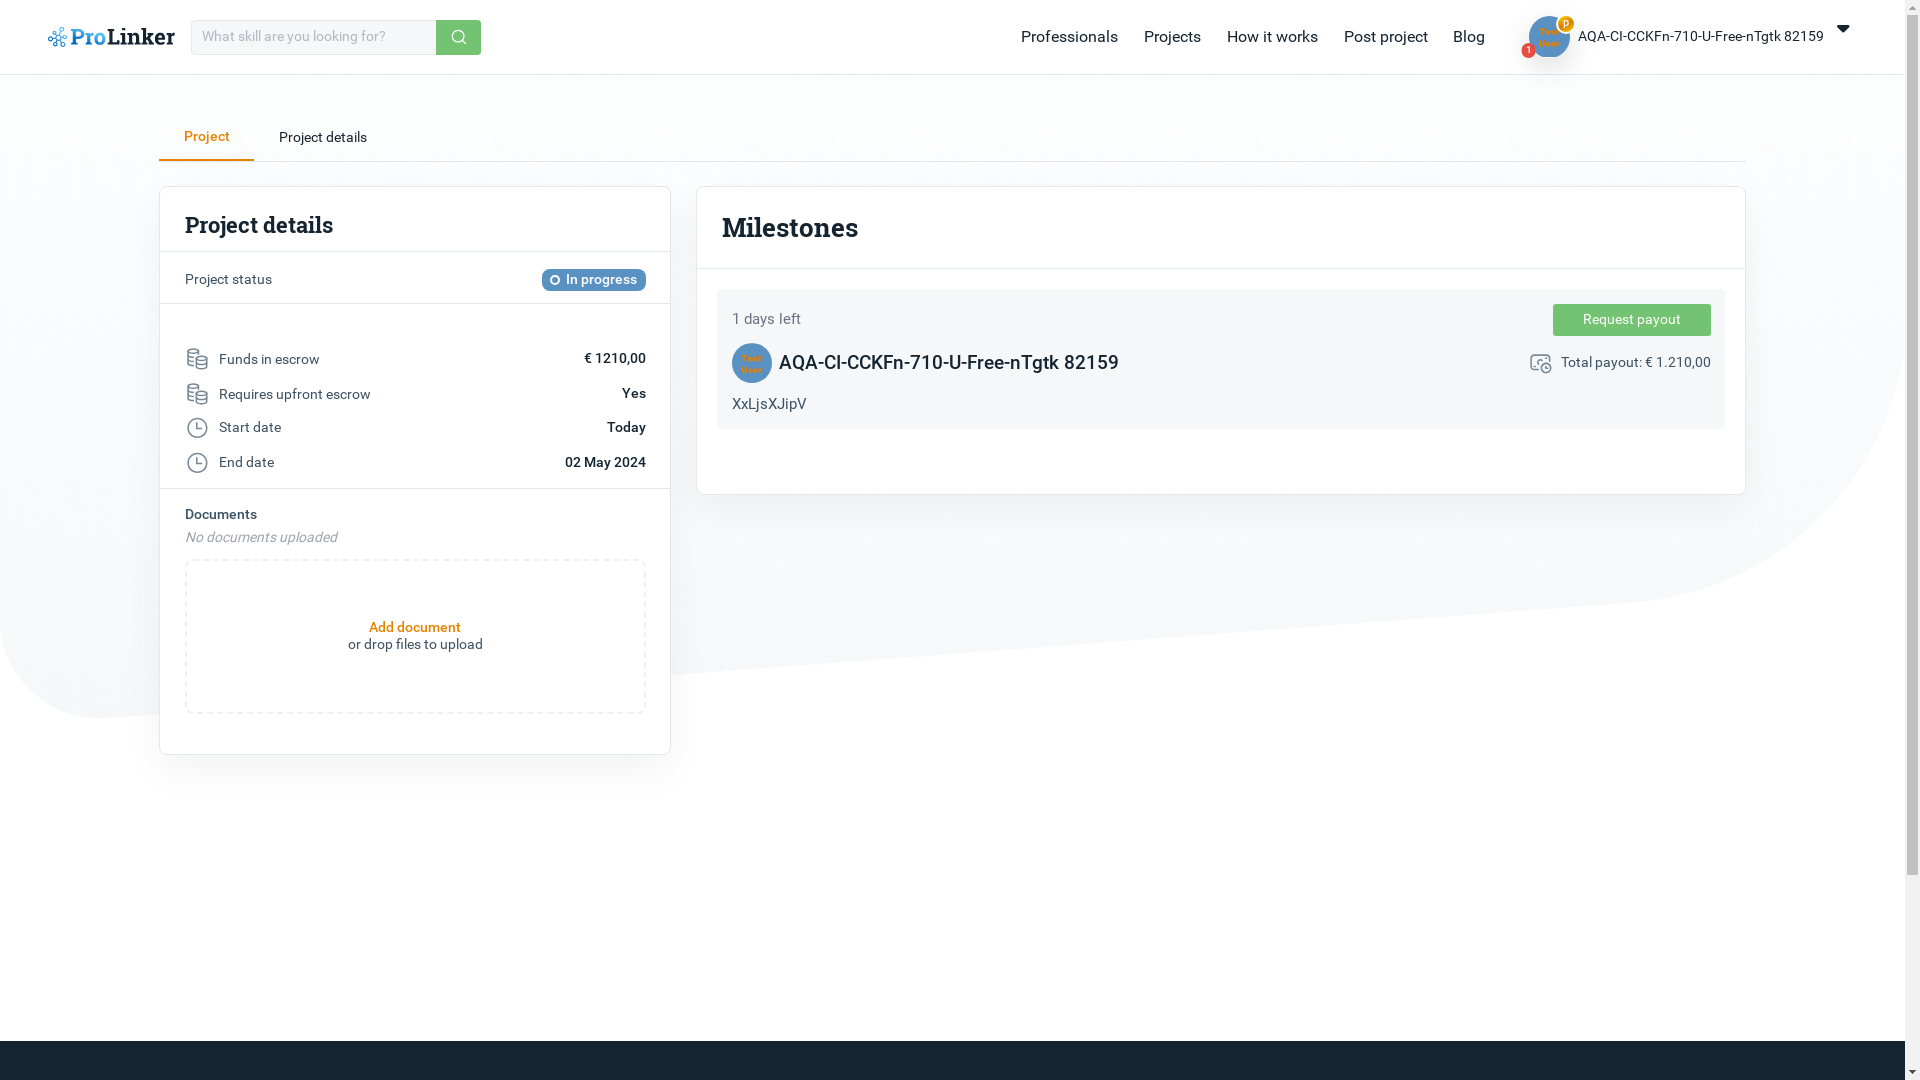 ProLinker
What skill are you looking for?
Professionals
Projects
How it works
Post project
Blog
P
Test
User
1
AQA-CI-CCKFn-710-U-Free-nTgtk 82159
Project
Project details
Project details
Project status
In progress
Funds in escrow
€ 1210,00
Requires upfront escrow
Yes
Start date
Today
End date
02 May 2024
Documents
No documents uploaded
Add document
or drop files to upload
Milestones
1 days left
Request payout
Test
User
AQA-CI-CCKFn-710-U-Free-nTgtk 82159
Total payout: € 1.210,00
XxLjsXJipV